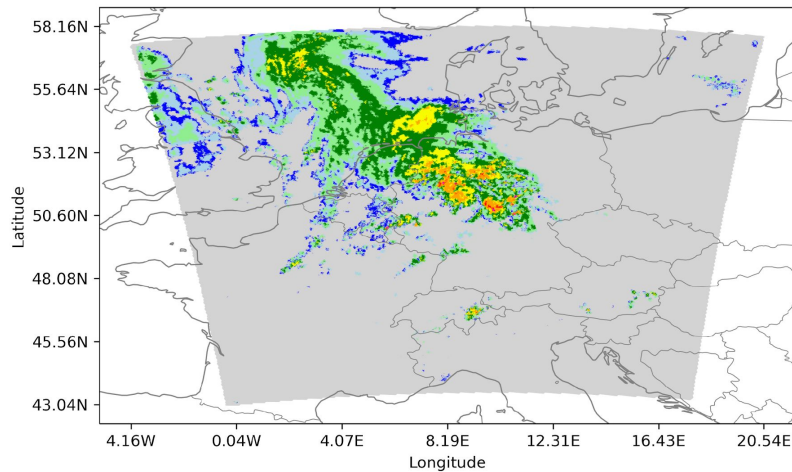 58.16N
55.64N
53.12N
50.60N
48.08N
45.56N
43.04N
Latitude
4.16W
0.04W
4.07E
8.19E
12.31E
16.43E
20.54E
Longitude